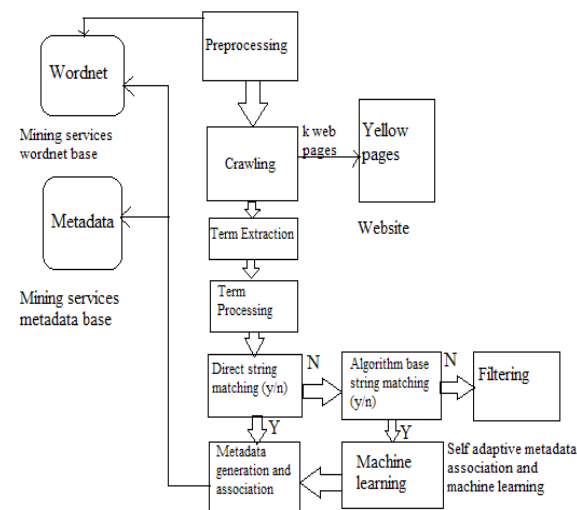 Preprocessing
Wordnet
Mining services
wordnet base
Crawling
k web
pages
Yellow
pages
Website
Metadata
Mining services
metadata base
Term Extraction
Term
Processing
Direct string
matching (y/n)
N
Algorithm base
string matching
(y/n)
N
Filtering
Y
Y
Metadata
generation and
association
Machine
learning
Self adaptive metadata
association and
machine learning